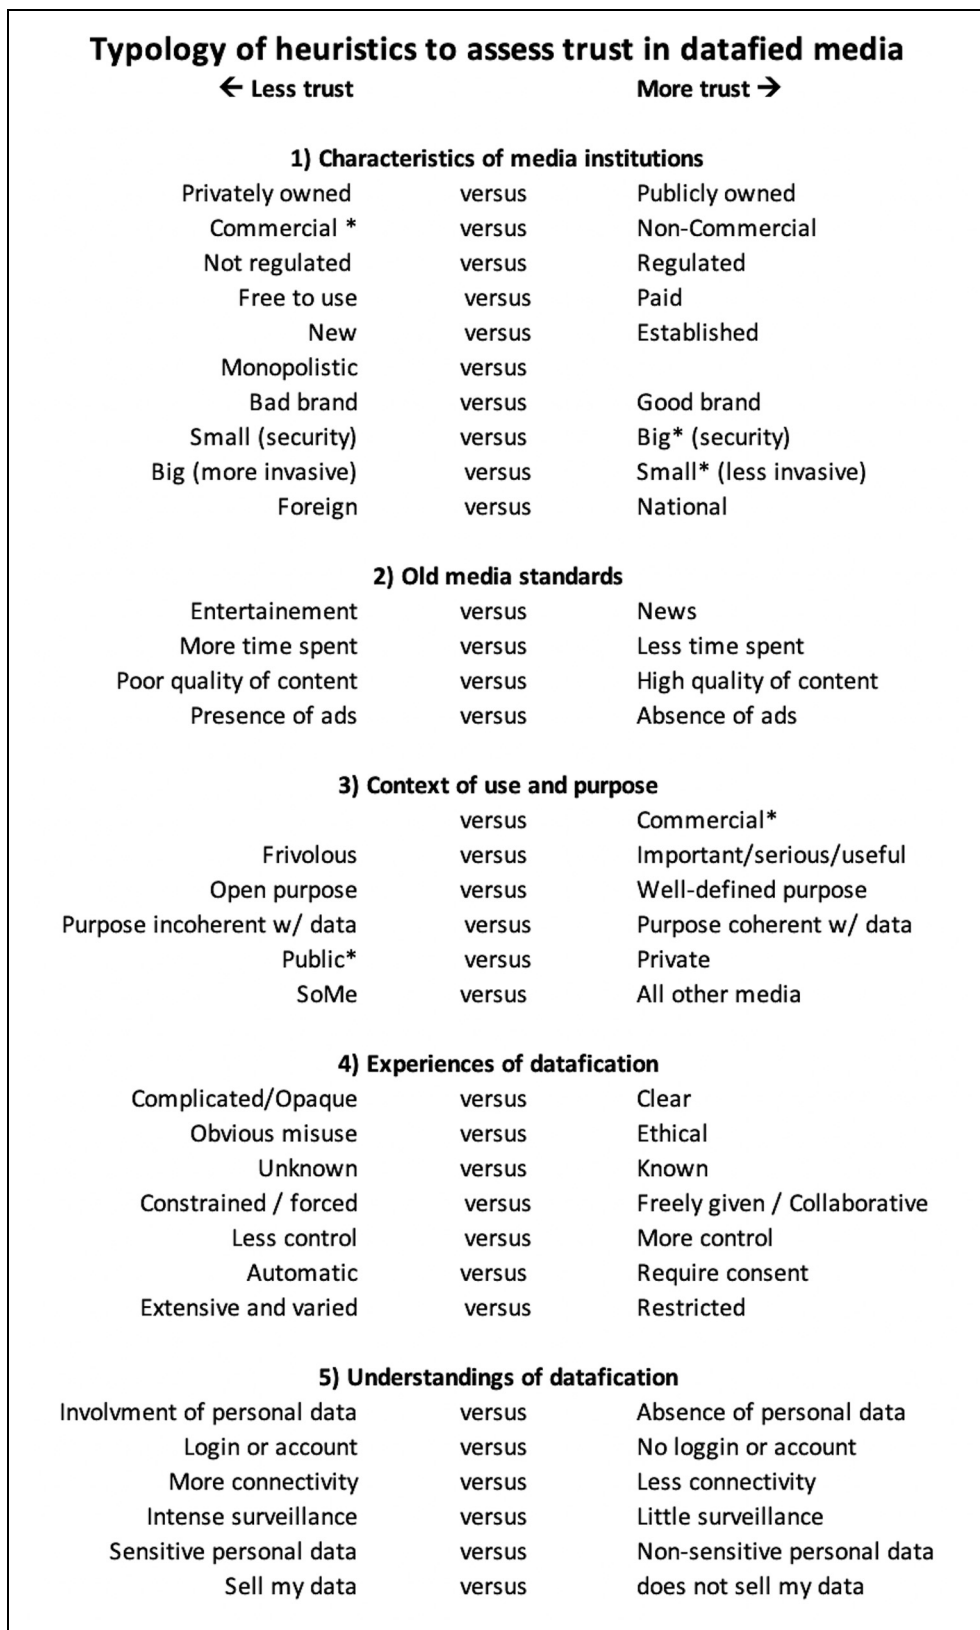 Typology of heuristics to assess trust in datafied media
← Less trust More trust →
1) Characteristics of media institutions
Privately owned versus Publicly owned
Commercial * versus Non-Commercial
Not regulated versus Regulated
Free to use versus Paid
New versus Established
Monopolistic versus
Bad brand versus Good brand
Small (security) versus Big* (security)
Big (more invasive) versus Small* (less invasive)
Foreign versus National
2) Old media standards
Entertainement versus News
More time spent versus Less time spent
Poor quality of content versus High quality of content
Presence of ads versus Absence of ads
3) Context of use and purpose
versus Commercial*
Frivolous versus Important/serious/useful
Open purpose versus Well-defined purpose
Purpose incoherent w/ data versus Purpose coherent w/ data
Public* versus Private
SoMe versus All other media
4) Experiences of datafication
Complicated/Opaque versus Clear
Obvious misuse versus Ethical
Unknown versus Known
Constrained / forced versus Freely given / Collaborative
Less control versus More control
Automatic versus Require consent
Extensive and varied versus Restricted
5) Understandings of datafication
Involvment of personal data versus Absence of personal data
Login or account versus No loggin or account
More connectivity versus Less connectivity
Intense surveillance versus Little surveillance
Sensitive personal data versus Non-sensitive personal data
Sell my data versus does not sell my data